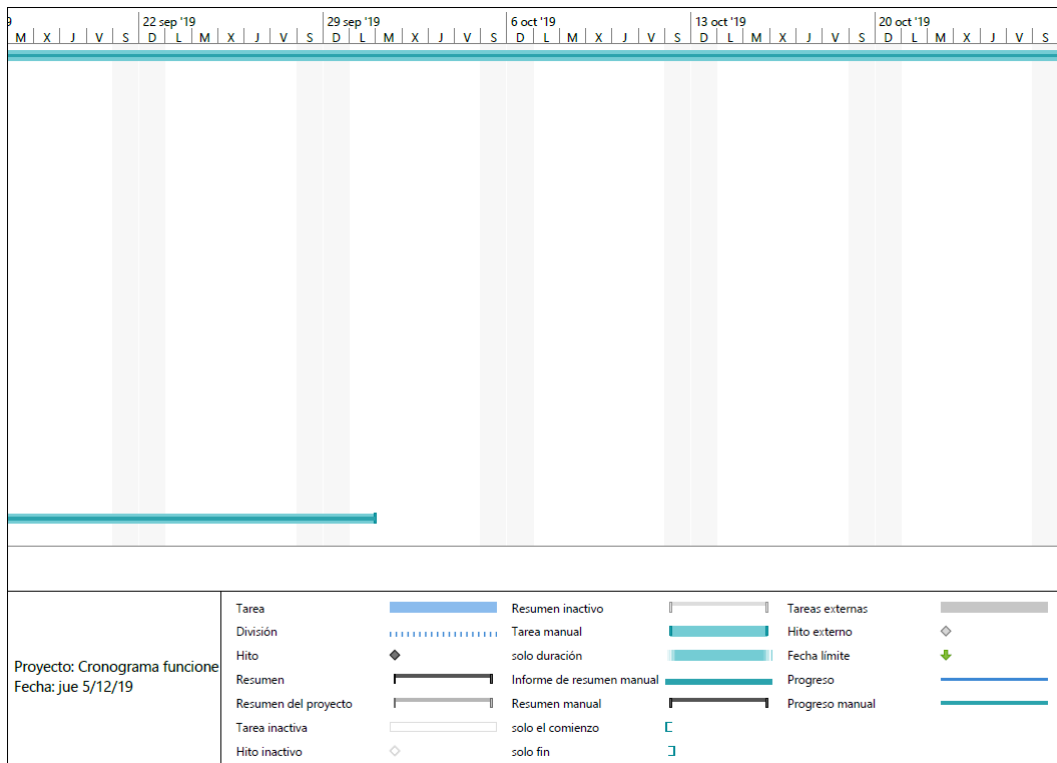 9 22 sep '19 29 sep '19 6 oct '19 13 oct '19 20 oct '19
M X J V S D L M X J V S D L M X J V S D L M X J V S D L M X J V S D L M X J V S
Tarea Resumen inactivo Tareas externas
División Tarea manual Hito externo
Hito solo duración Fecha límite
Proyecto: Cronograma funcione
Fecha: jue 5/12/19
Resumen Informe de resumen manual Progreso
Resumen del proyecto Resumen manual Progreso manual
Tarea inactiva solo el comienzo
Hito inactivo solo fin